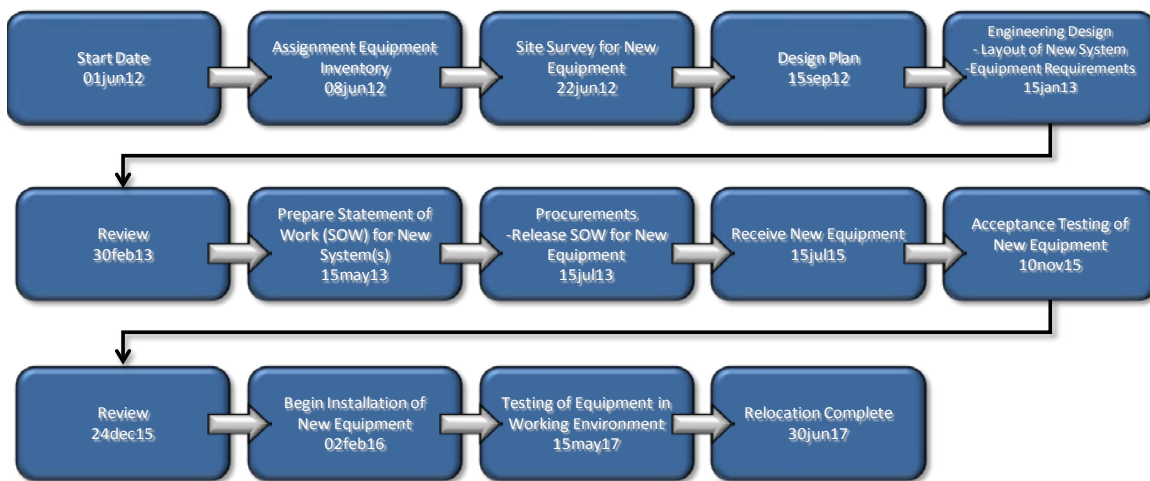 Start Date
01jun12
Assignment Equipment
Inventory
08jun12
Site Survey for New
Equipment
22jun12
Design Plan
15sep12
Engineering Design
- Layout of New System
-Equipment Requirements
15jan13
Review
30feb13
Prepare Statement of
Work (SOW) for New
System(s)
15may13
Procurements
-Release SOW for New
Equipment
15jul13
Receive New Equipment
15jul15
Acceptance Testing of
New Equipment
10nov15
Review
24dec15
Begin Installation of
New Equipment
02feb16
Testing of Equipment in
Working Environment
15may17
Relocation Complete
30jun17